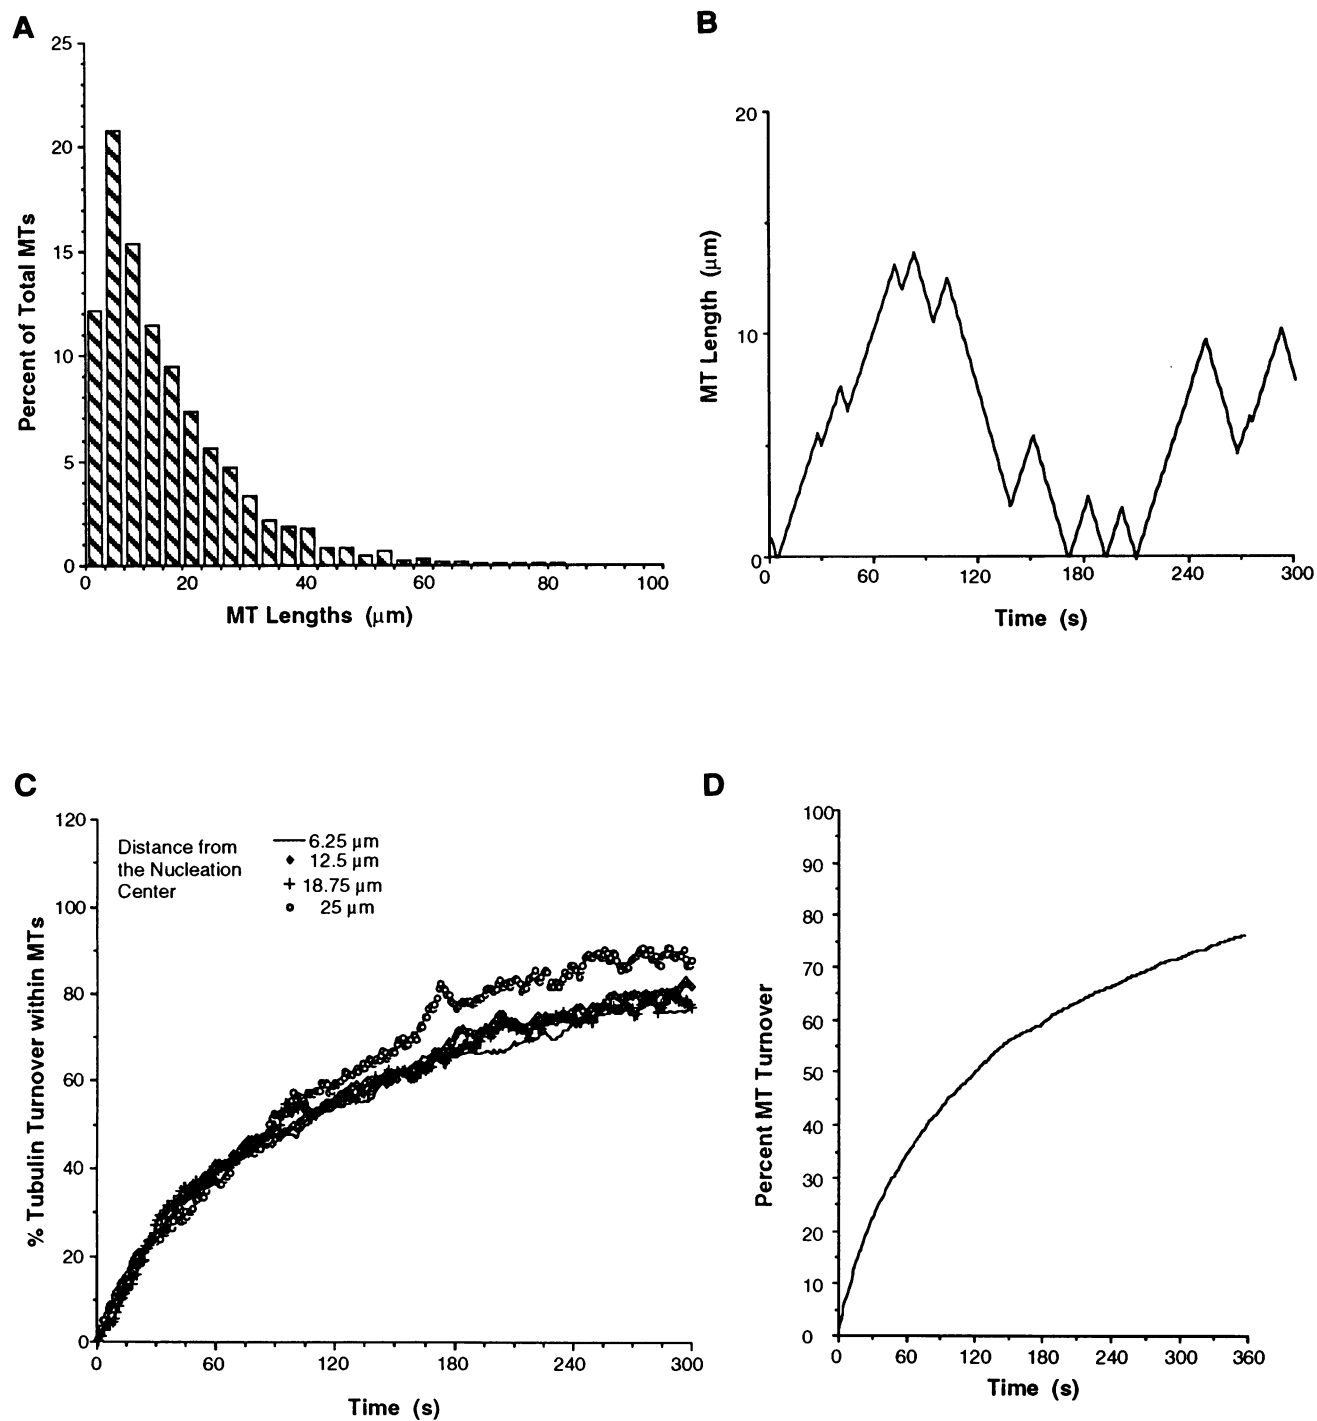 A
25
20
15
10
5
0
Percent of Total MTs
0 20 40 60 80 100
MT Lengths (μm)
B
20
10
0
MT Length (μm)
0 60 120 180 240 300
Time (s)
C
120
100
80
60
40
20
0
% Tubulin Turnover within MTs
Distance from
the Nucleation
Center
6.25 μm
12.5 μm
18.75 μm
25 μm
0 60 120 180 240 300
Time (s)
D
100
90
80
70
60
50
40
30
20
10
0
Percent MT Turnover
0 60 120 180 240 300 360
Time (s)